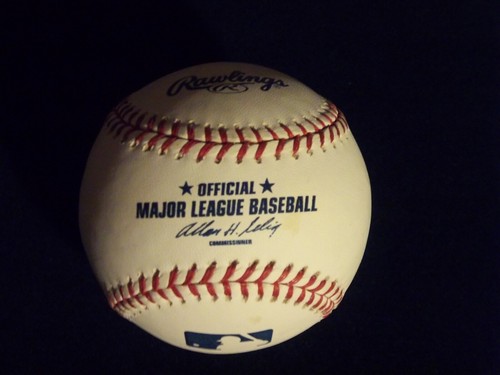 Rawlings
R
★ OFFICIAL ★
MAJOR LEAGUE BASEBALL
Allan H. Selig
COMMISSIONER